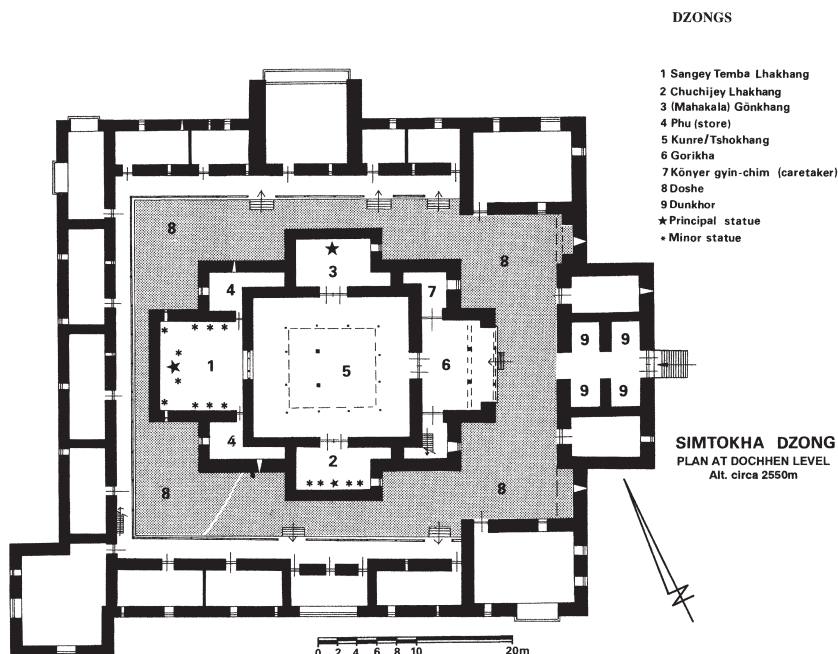 DZONGS
1 Sangey Temba Lhakhang
2 Chuchijey Lhakhang
3 (Mahakala) Gönkhang
4 Phu (store)
5 Kunre/Tshokhang
6 Gorikha
7 Könyer gyin-chim (caretaker)
8 Doshe
9 Dunkhor
★ Principal statue
* Minor statue
8
8
3
4
7
9 9
1
5
6
9 9
4
2
8
8
SIMTOKHA DZONG
PLAN AT DOCHHEN LEVEL
Alt. circa 2550m
0 2 4 6 8 10 20m